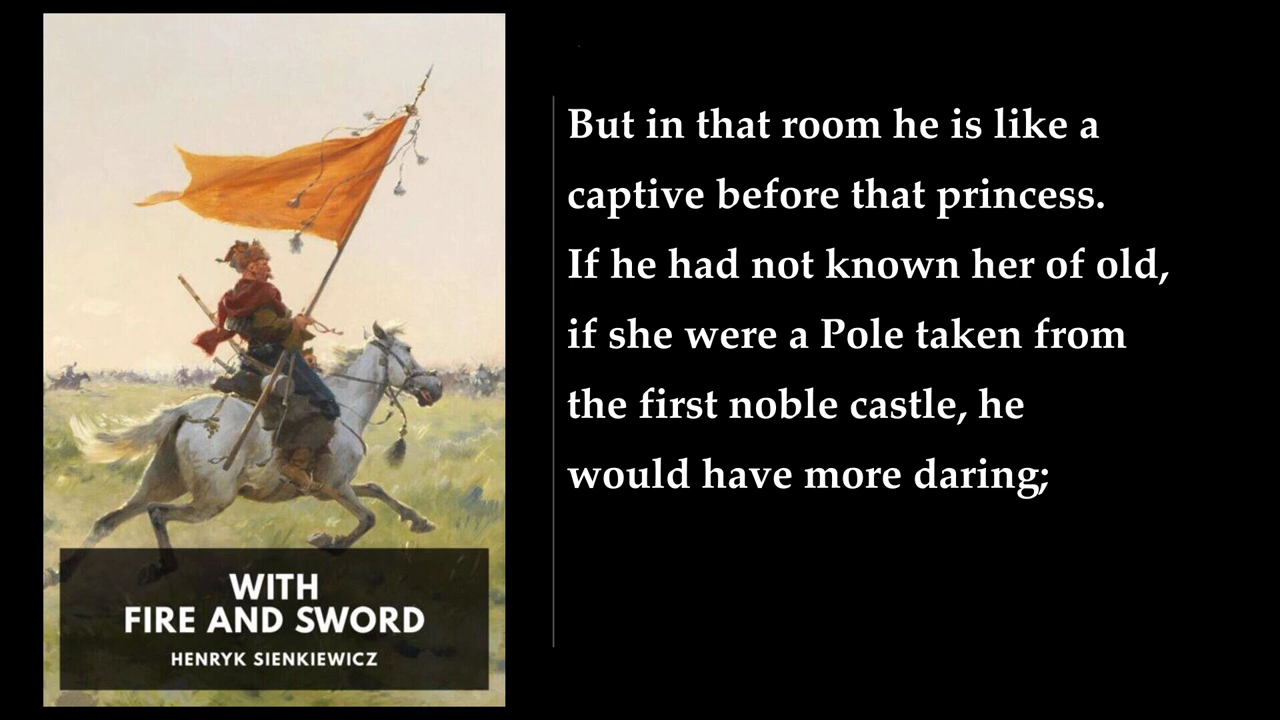 WITH
FIRE AND SWORD
HENRYK SIENKIEWICZ
But in that room he is like a
captive before that princess.
If he had not known her of old,
if she were a Pole taken from
the first noble castle, he
would have more daring;